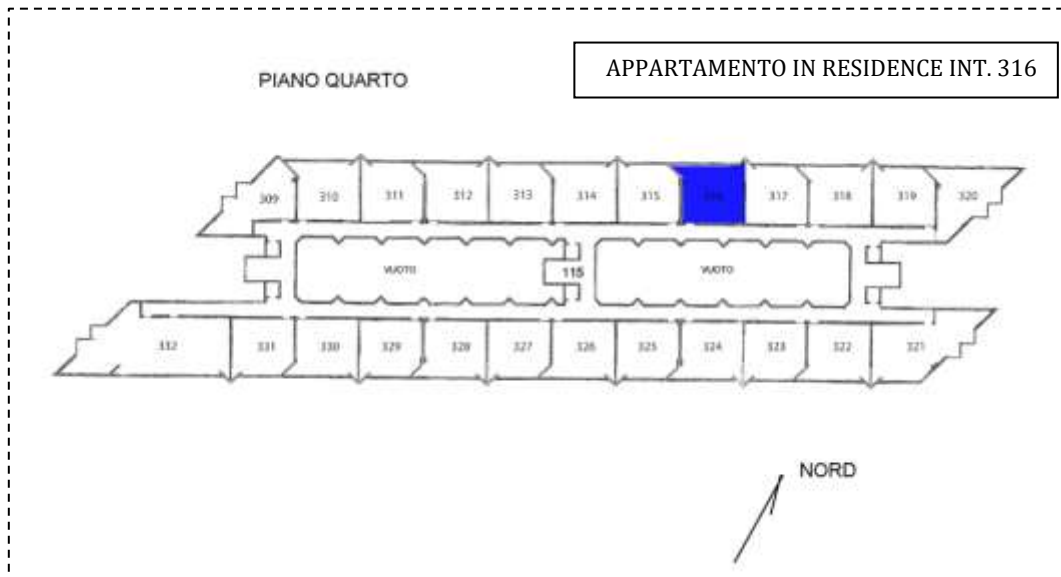 APPARTAMENTO IN RESIDENCE INT. 316
PIANO QUARTO
309 310 311 312 313 314 315 316 317 318 319 320
VUOTO 115 VUOTO
332 331 330 329 328 327 326 325 324 323 322 321
NORD